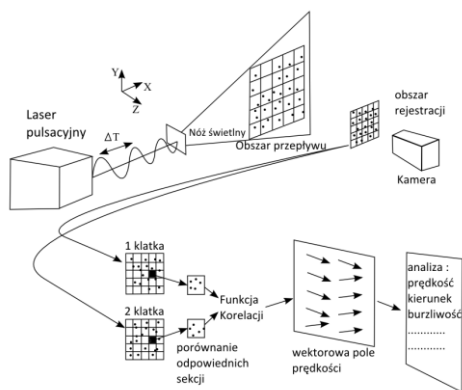 Y
X
Z
Laser
pulsacyjny
ΔT
Nóż świetlny
Obszar przepływu
obszar
rejestracji
Kamera
1 klatka
2 klatka
porównanie
odpowiednich
sekcji
Funkcja
Korelacji
wektorowa pole
prędkości
analiza :
prędkość
kierunek
burzliwość
............
............